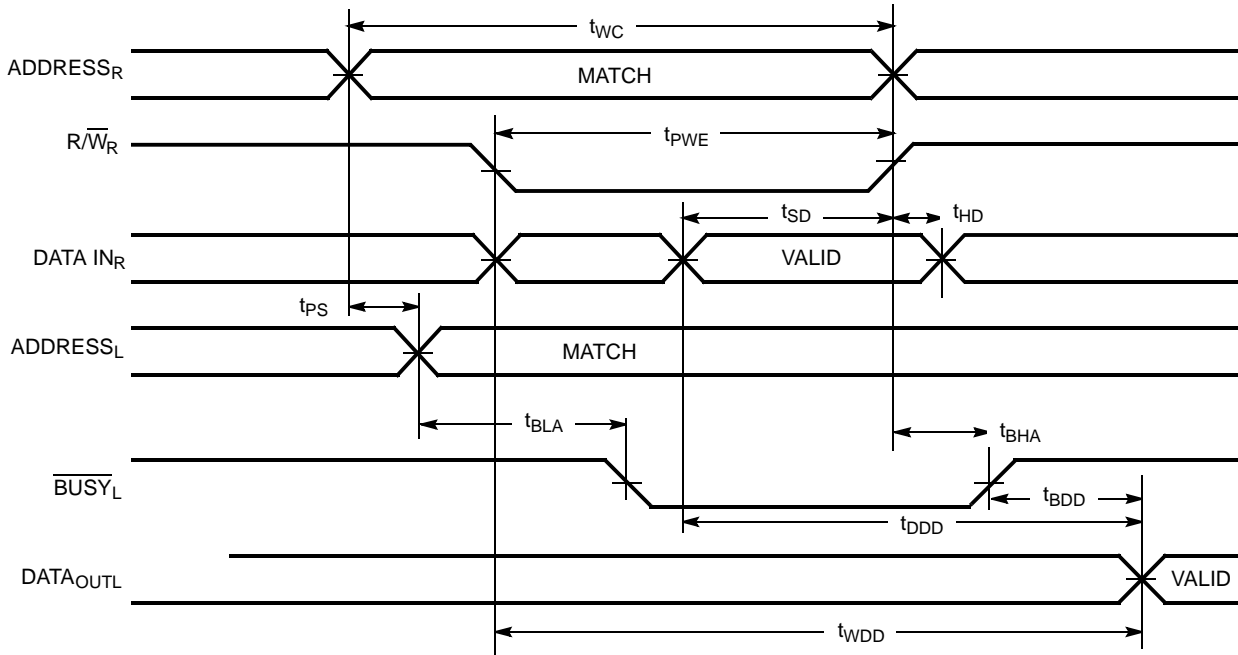 tWC
ADDRESSR
MATCH
R/W̅R
tPWE
tSD
tHD
DATA INR
VALID
tPS
ADDRESSL
MATCH
tBLA
tBHA
B̅U̅S̅Y̅L
tBDD
tDDD
DATAOUTL
VALID
tWDD